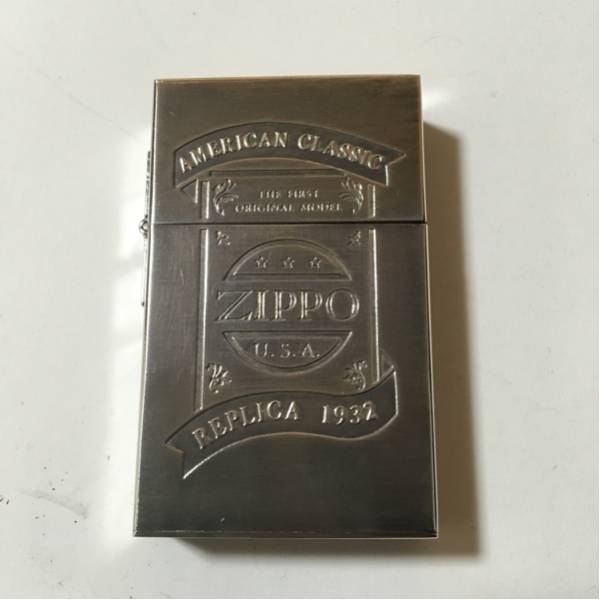 AMERICAN CLASSIC
THE FIRST
ORIGINAL MODEL
ZIPPO
U.S.A.
REPLICA 1932